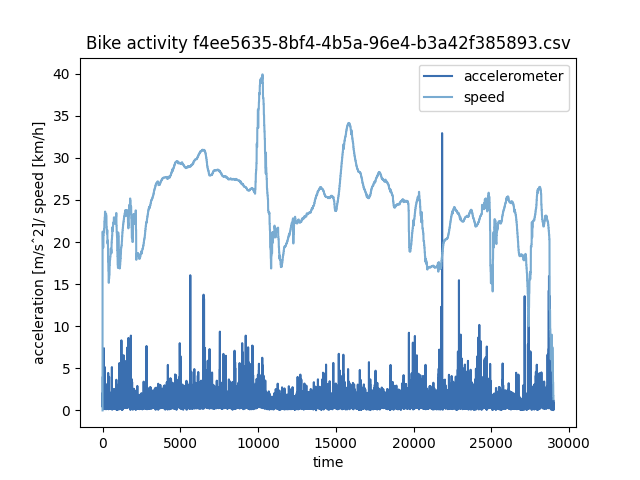 Bike activity f4ee5635-8bf4-4b5a-96e4-b3a42f385893.csv
accelerometer
speed
acceleration [m/s^2]/ speed [km/h]
40
35
30
25
20
15
10
5
0
0 5000 10000 15000 20000 25000 30000
time